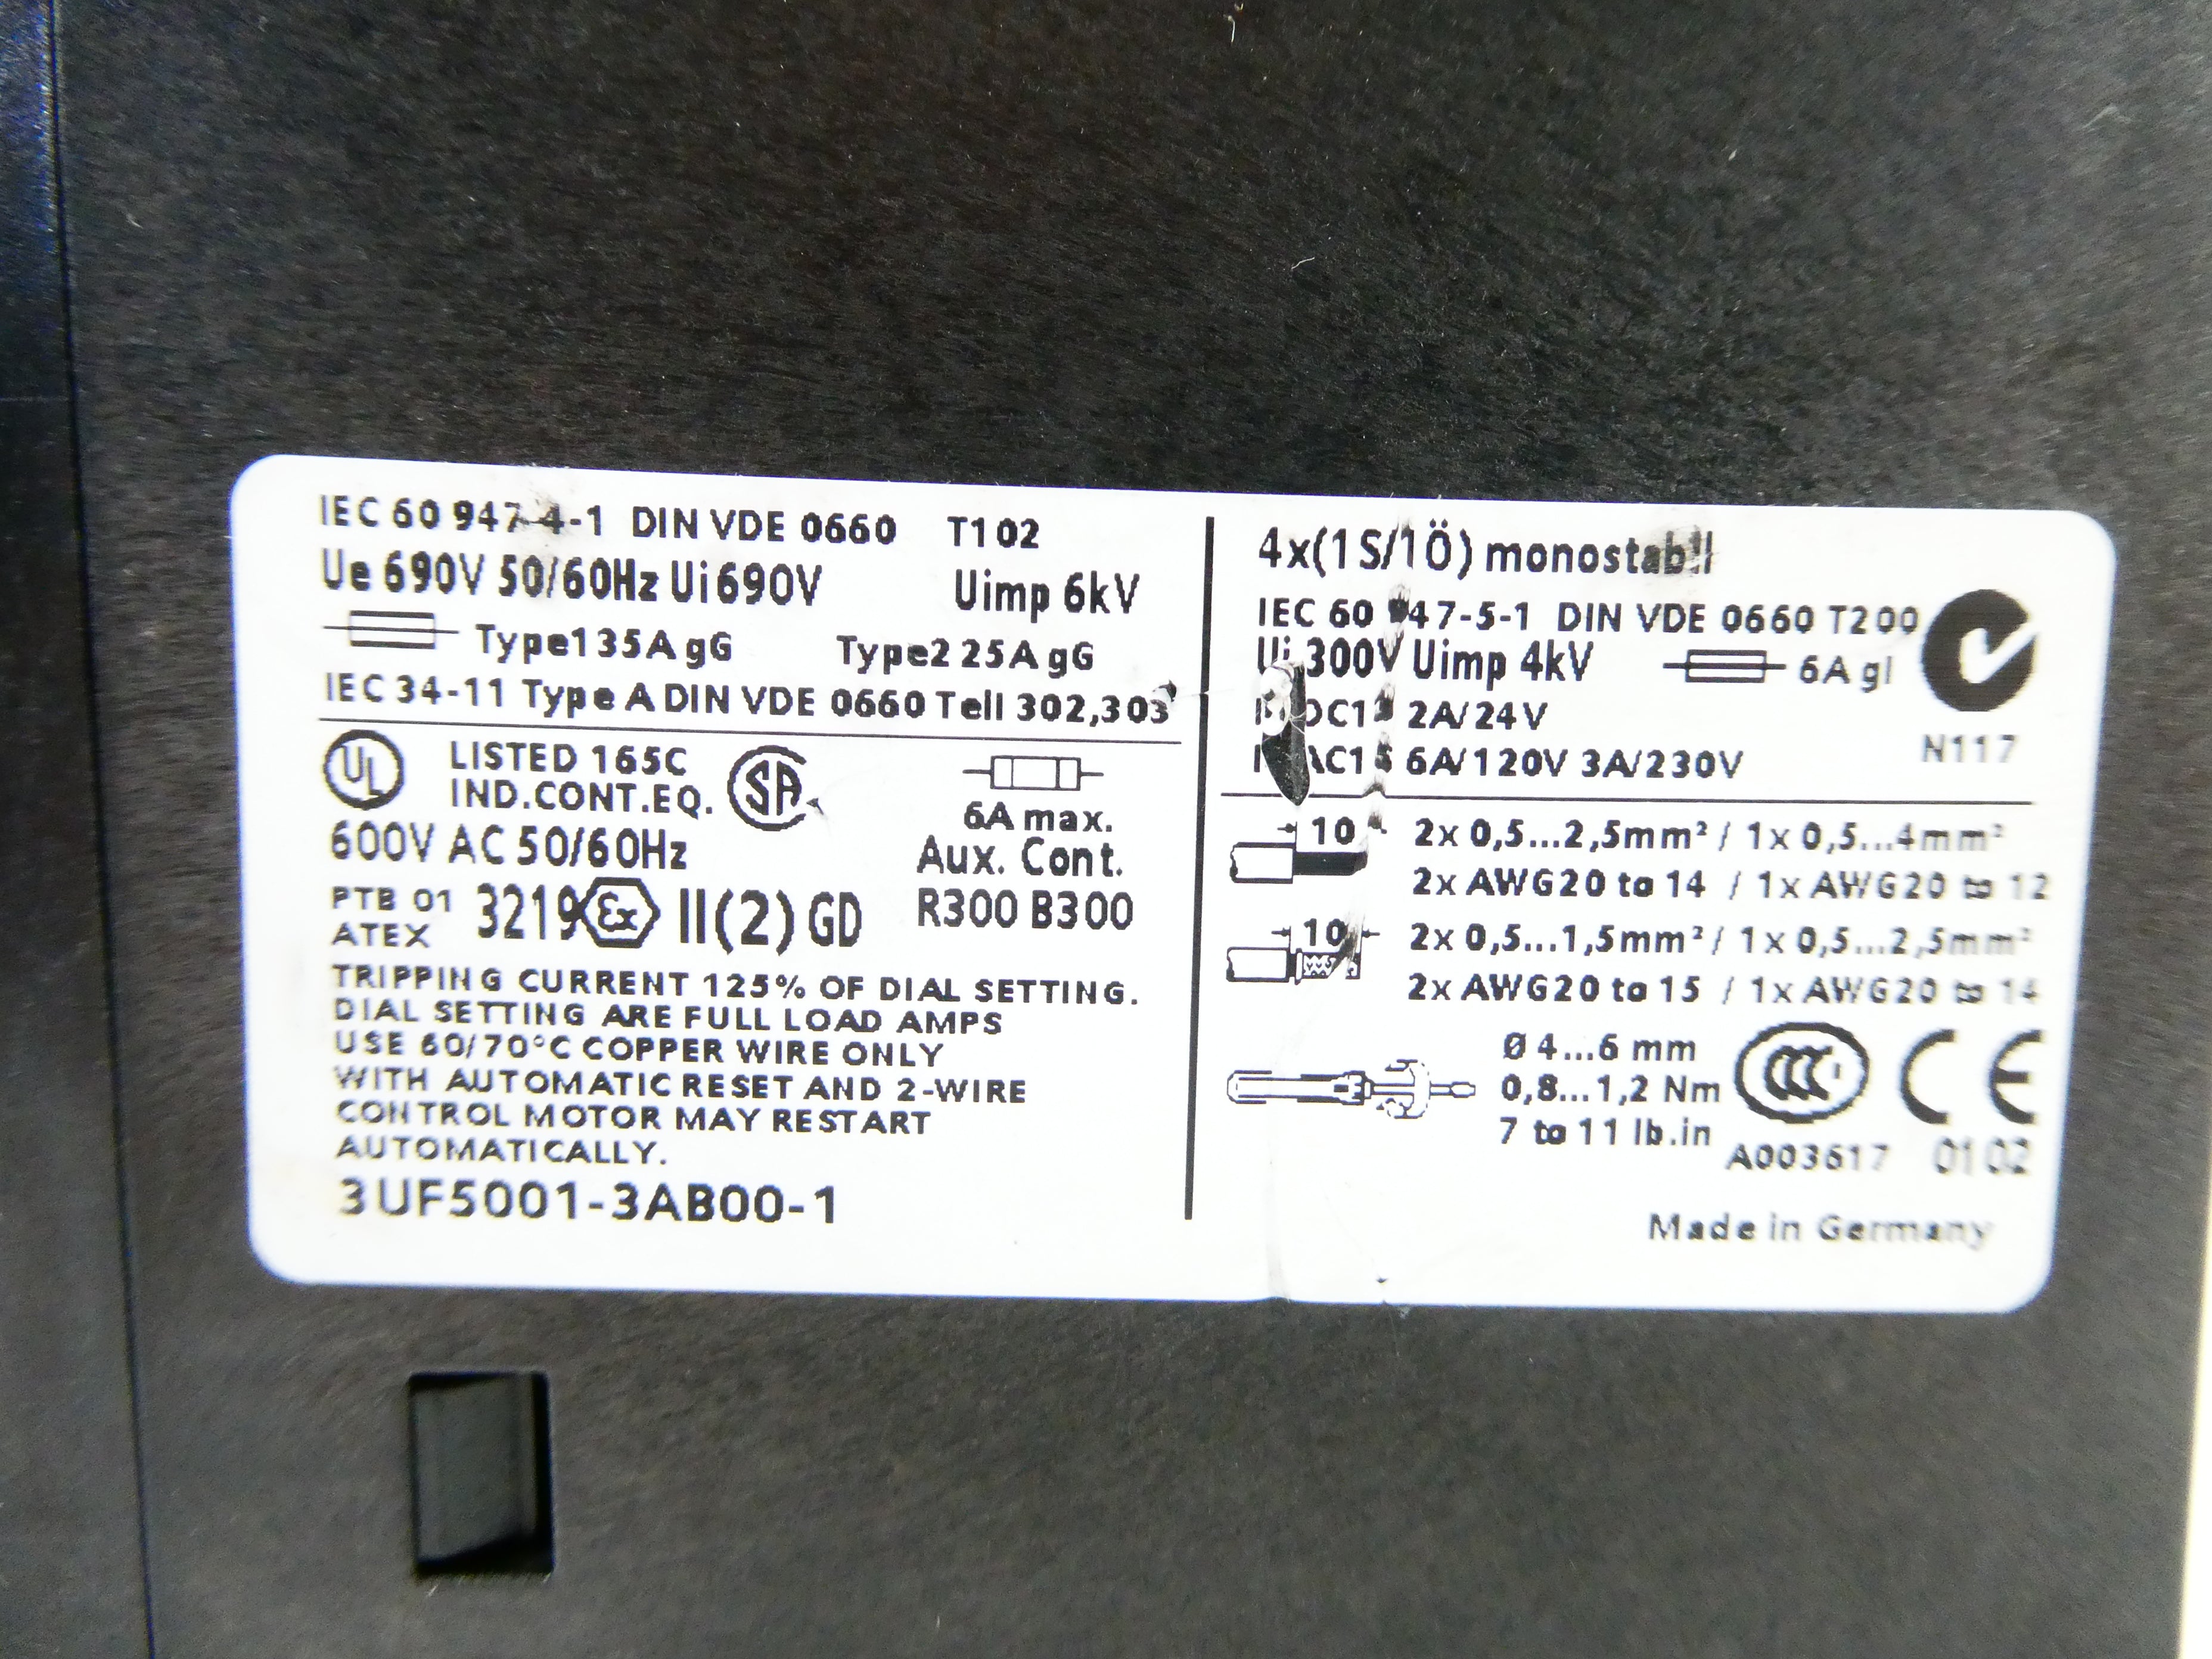 IEC 60 947-4-1 DIN VDE 0660 T102
Ue 690V 50/60Hz Ui 690V Uimp 6kV
Type1 35A gG Type2 25A gG
IEC 34-11 Type A DIN VDE 0660 Teil 302,303
UL LISTED 165C SA
IND.CONT.EQ.
600V AC 50/60Hz
6A max.
Aux. Cont.
R300 B300
PTB 01 3219 Ex II(2) GD
ATEX
TRIPPING CURRENT 125% OF DIAL SETTING.
DIAL SETTING ARE FULL LOAD AMPS
USE 60/70°C COPPER WIRE ONLY
WITH AUTOMATIC RESET AND 2-WIRE
CONTROL MOTOR MAY RESTART
AUTOMATICALLY.
3UF5001-3AB00-1
4x(1S/1Ö) monostabil
IEC 60 947-5-1 DIN VDE 0660 T200
Ui 300V Uimp 4kV 6A gl
2A/24V
6A/120V 3A/230V
N117
10 2x 0,5...2,5mm² / 1x 0,5...4mm²
2x AWG20 to 14 / 1x AWG20 to 12
10 2x 0,5...1,5mm² / 1x 0,5...2,5mm²
2x AWG20 to 15 / 1x AWG20 to 14
Ø 4...6 mm
0,8...1,2 Nm
7 to 11 lb.in
CCC CE
A003617 0102
Made in Germany